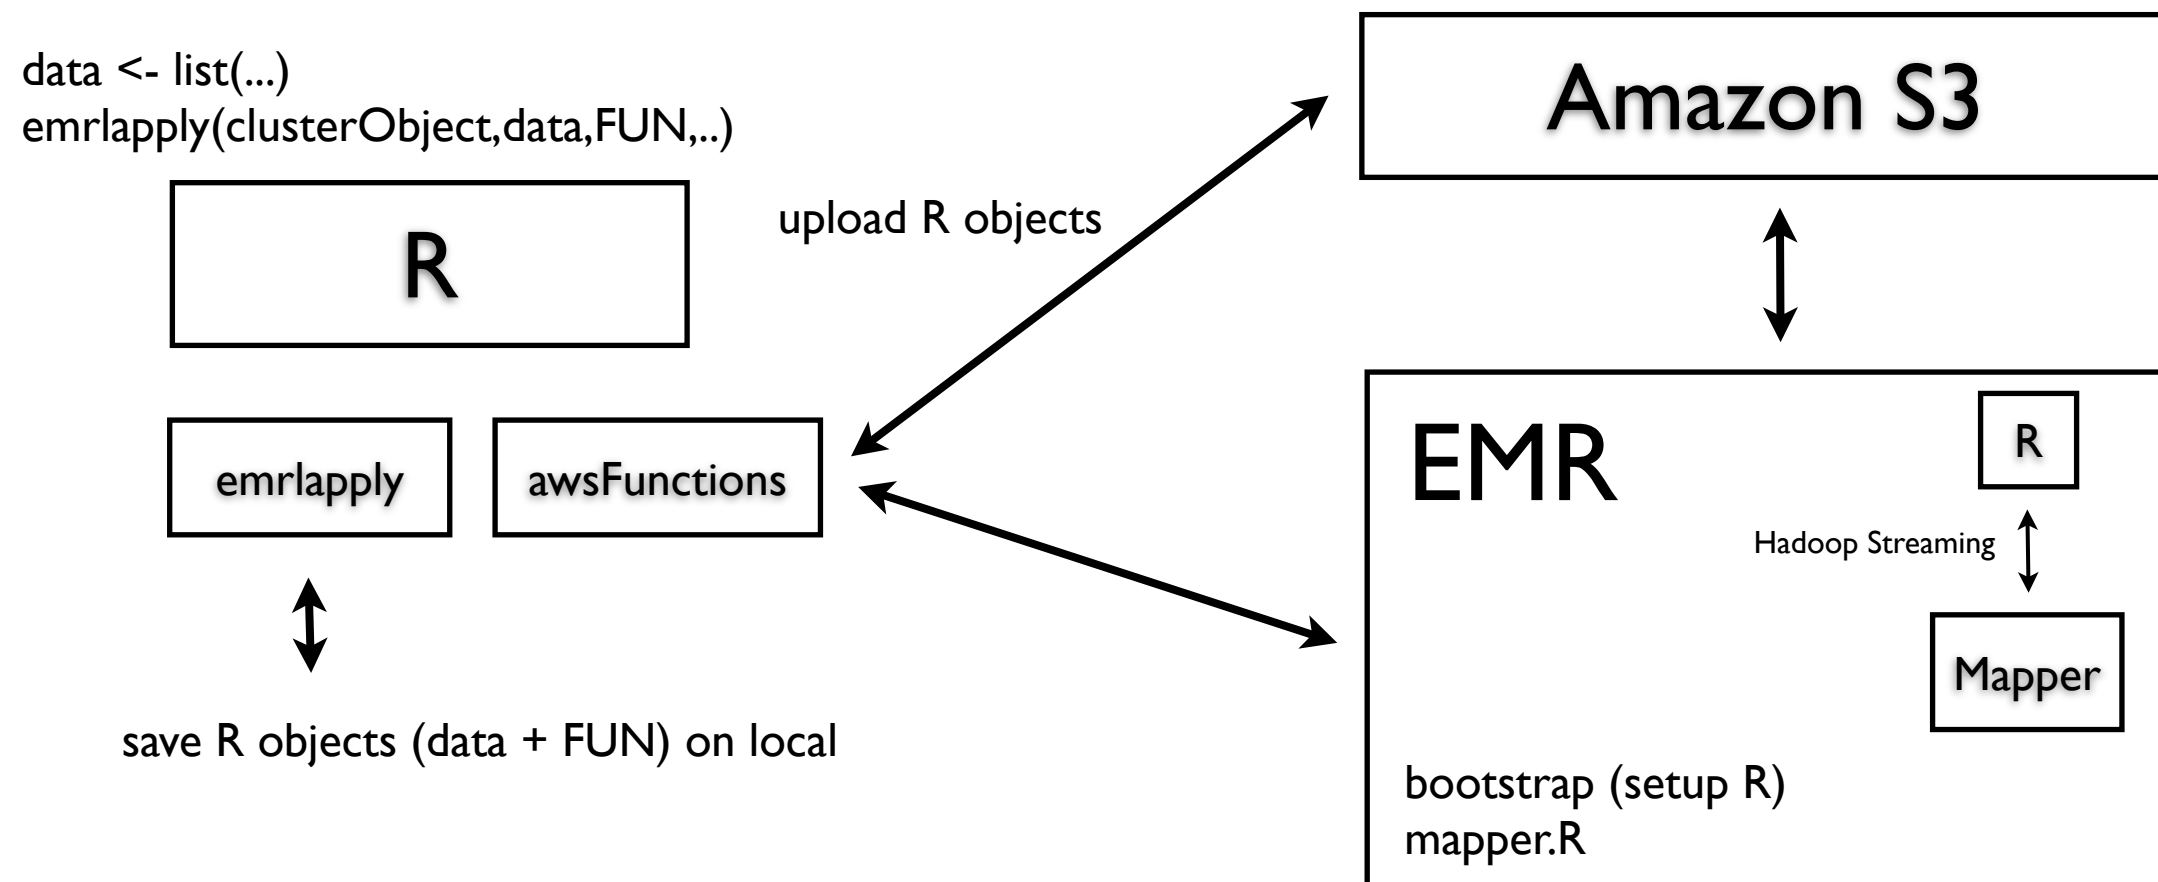 data <- list(...)
emrlapply(clusterObject,data,FUN,..)
R
emrlapply
awsFunctions
save R objects (data + FUN) on local
upload R objects
Amazon S3
EMR
R
Hadoop Streaming
Mapper
bootstrap (setup R)
mapper.R